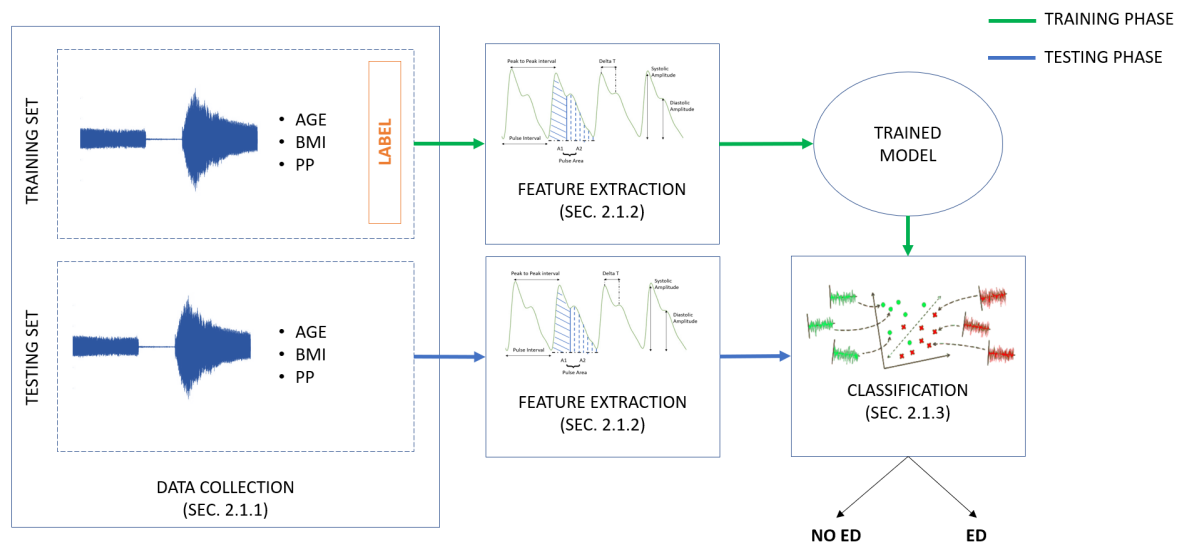 TRAINING PHASE
TESTING PHASE
TRAINING SET
AGE
BMI
PP
LABEL
Peak to Peak interval
Delta T
Systolic
Amplitude
Diastolic
Amplitude
Pulse Interval
A1 A2
Pulse Area
FEATURE EXTRACTION
(SEC. 2.1.2)
TRAINED
MODEL
TESTING SET
AGE
BMI
PP
Peak to Peak interval
Delta T
Systolic
Amplitude
Diastolic
Amplitude
Pulse Interval
A1 A2
Pulse Area
FEATURE EXTRACTION
(SEC. 2.1.2)
CLASSIFICATION
(SEC. 2.1.3)
DATA COLLECTION
(SEC. 2.1.1)
NO ED
ED